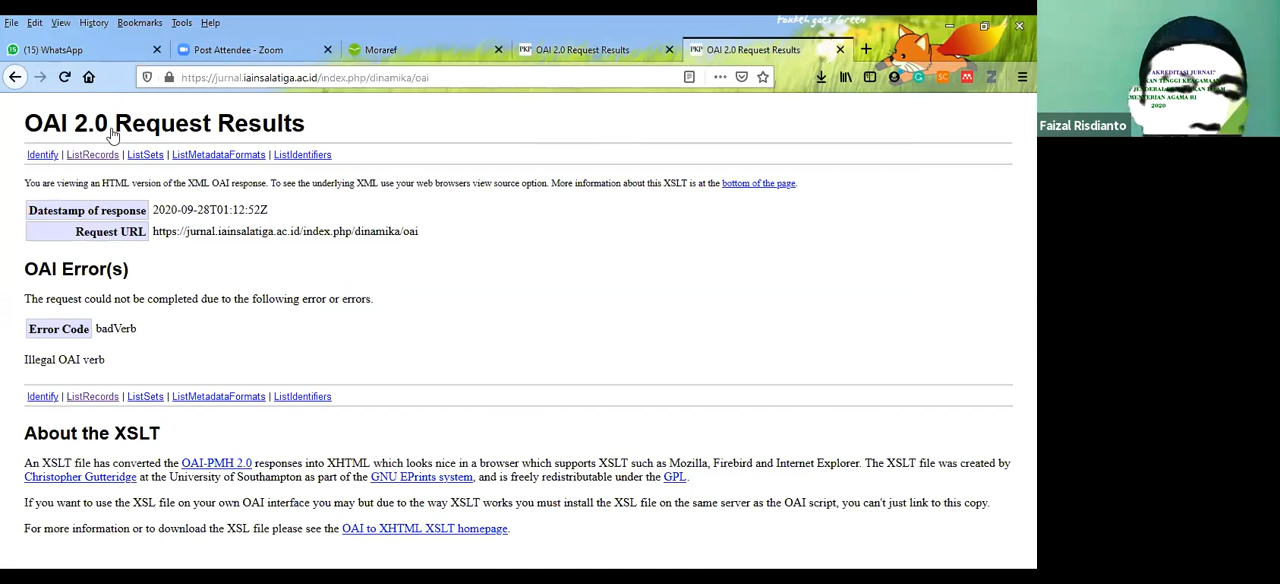 File Edit View History Bookmarks Tools Help
(15) WhatsApp
Post Attendee - Zoom
Moraref
PKP OAI 2.0 Request Results
PKP OAI 2.0 Request Results
https://jurnal.iainsalatiga.ac.id/index.php/dinamika/oai
OAI 2.0 Request Results
Identify | ListRecords | ListSets | ListMetadataFormats | ListIdentifiers
You are viewing an HTML version of the XML OAI response. To see the underlying XML use your web browsers view source option. More information about this XSLT is at the bottom of the page.
Datestamp of response 2020-09-28T01:12:52Z
Request URL https://jurnal.iainsalatiga.ac.id/index.php/dinamika/oai
OAI Error(s)
The request could not be completed due to the following error or errors.
Error Code badVerb
Illegal OAI verb
Identify | ListRecords | ListSets | ListMetadataFormats | ListIdentifiers
About the XSLT
An XSLT file has converted the OAI-PMH 2.0 responses into XHTML which looks nice in a browser which supports XSLT such as Mozilla, Firebird and Internet Explorer. The XSLT file was created by
Christopher Gutteridge at the University of Southampton as part of the GNU EPrints system, and is freely redistributable under the GPL.
If you want to use the XSL file on your own OAI interface you may but due to the way XSLT works you must install the XSL file on the same server as the OAI script, you can't just link to this copy.
For more information or to download the XSL file please see the OAI to XHTML XSLT homepage.
AKREDITASI JURNAL?
KAN TINGGI KEAGAMAAN
JENDERAL
MENTERIAN AGAMA RI
2020
Faizal Risdianto